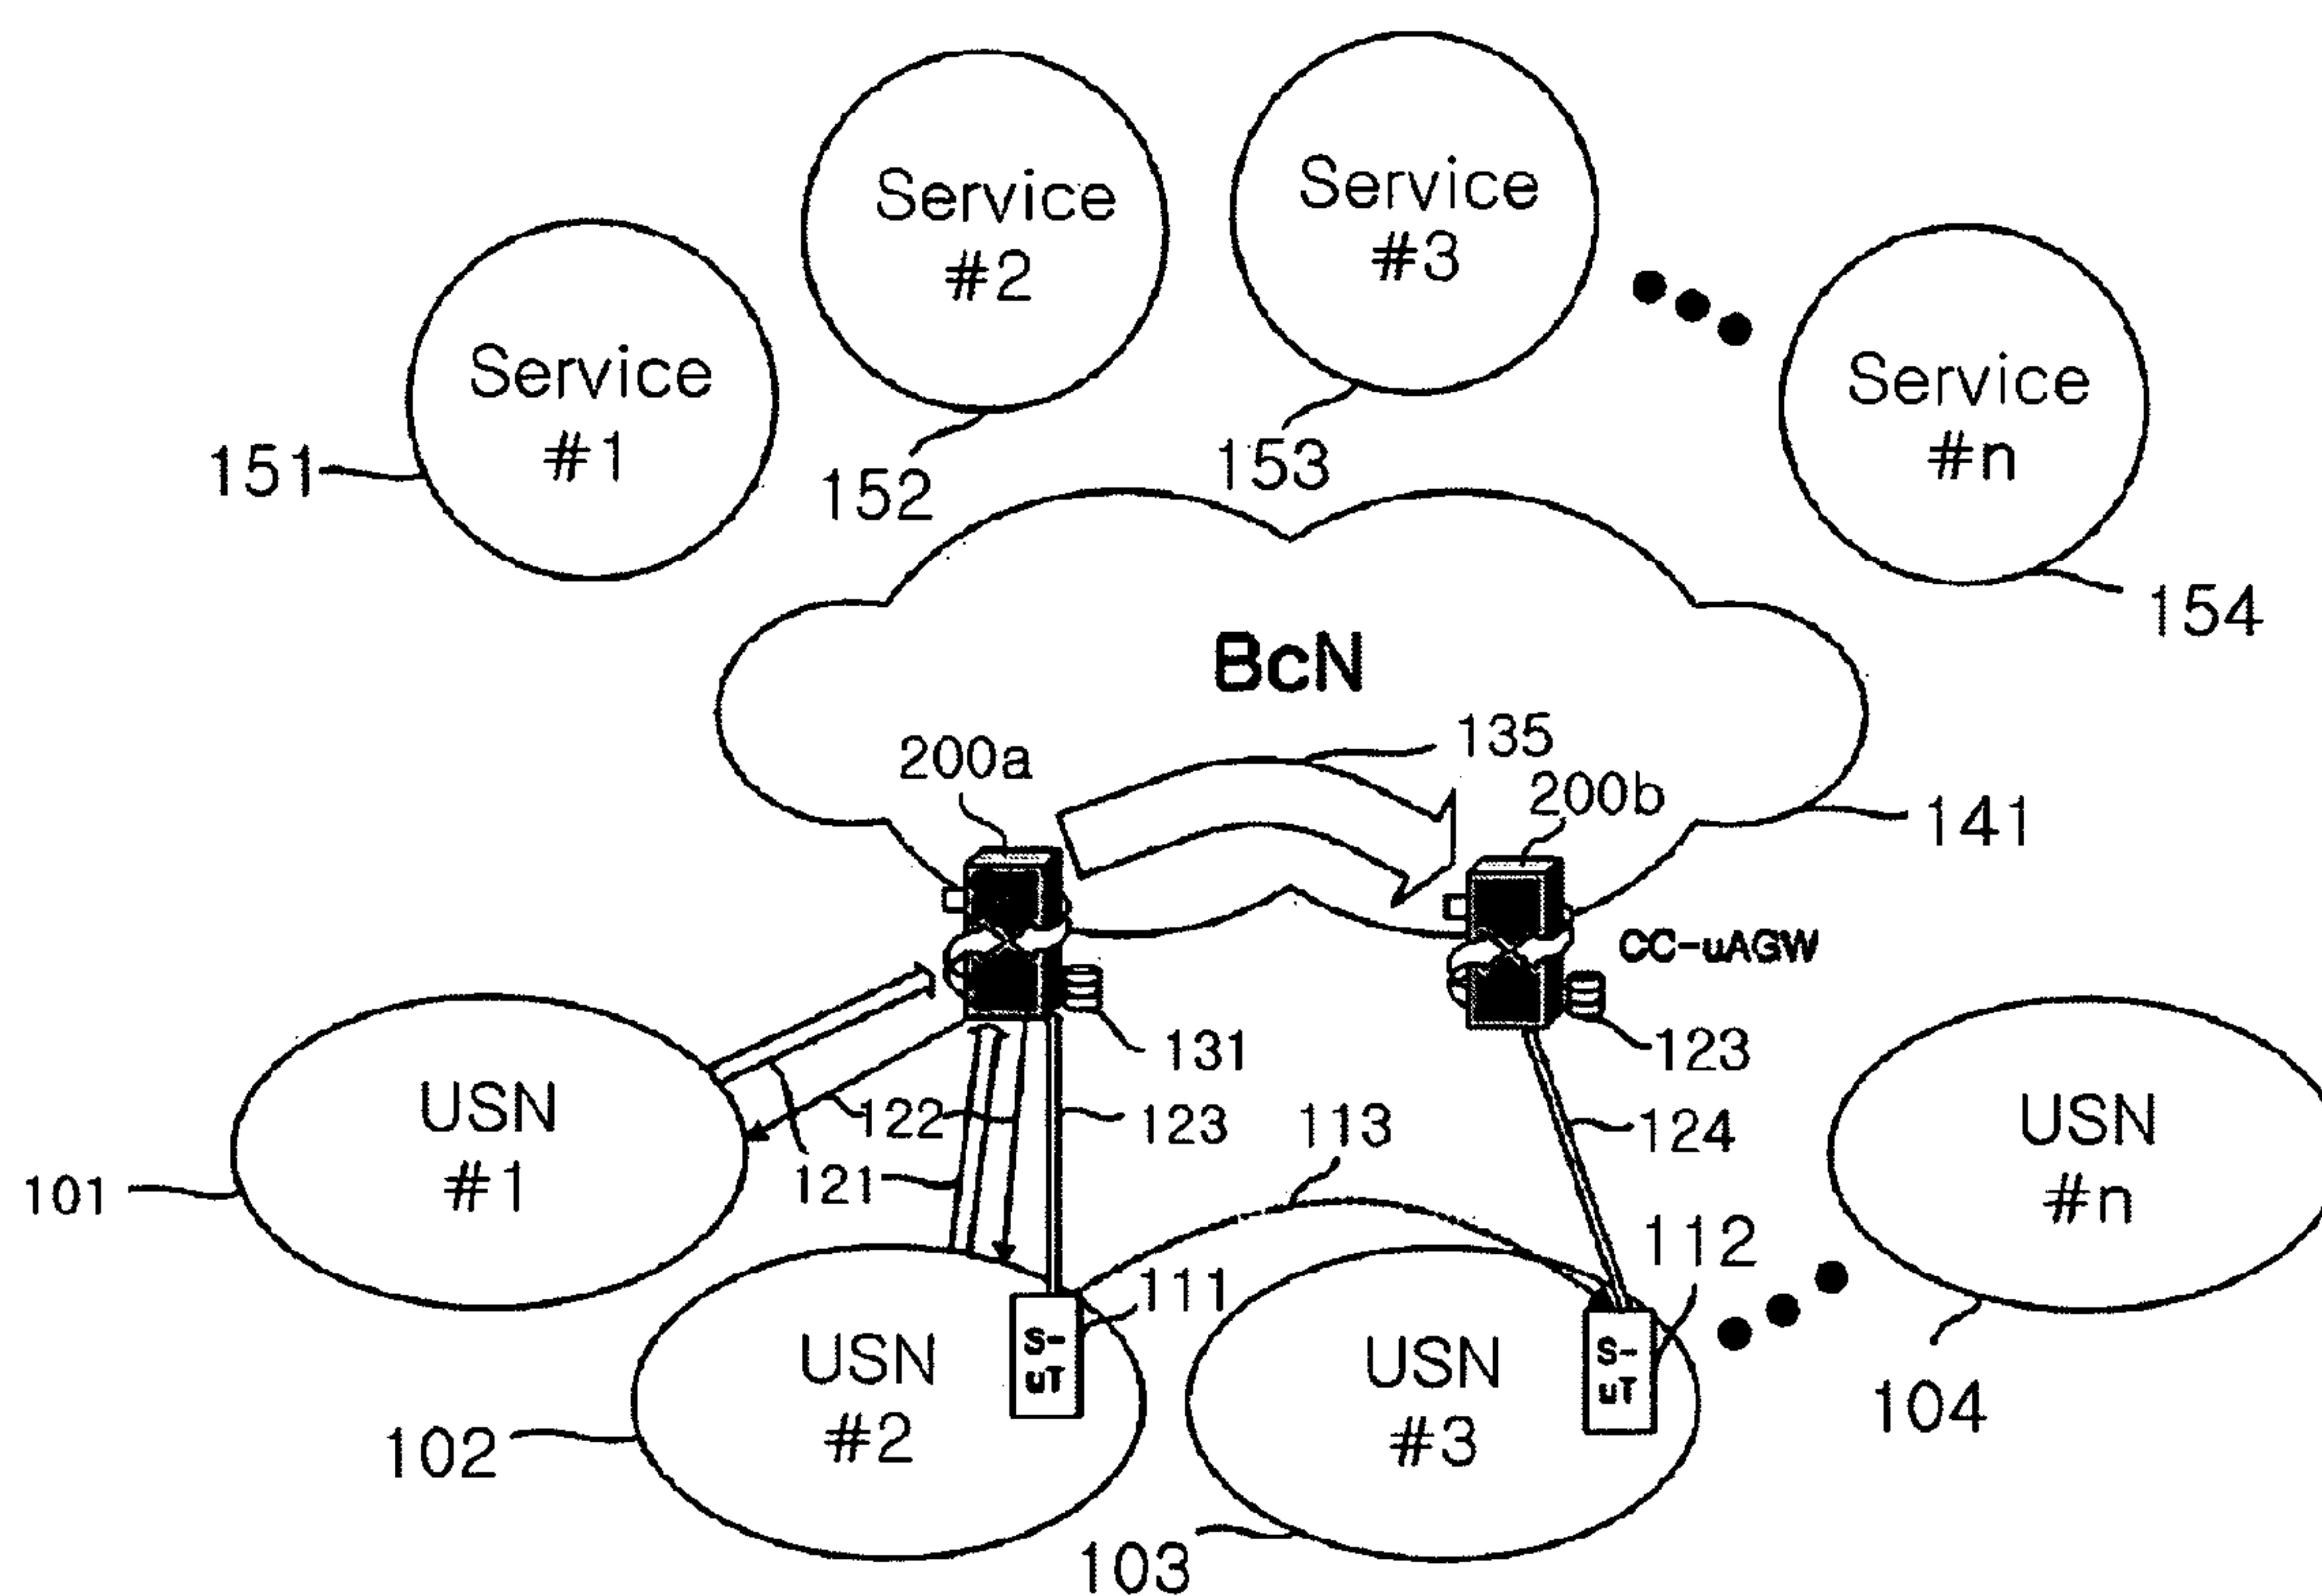 Service
#2
Service
#3
Service
#1
Service
#n
151
152
153
154
BcN
135
200a
200b
141
CC-uAGW
131
123
USN
#1
122
123
113
124
USN
#n
101
121
112
111
S-
uT
S-
uT
USN
#2
USN
#3
102
103
104